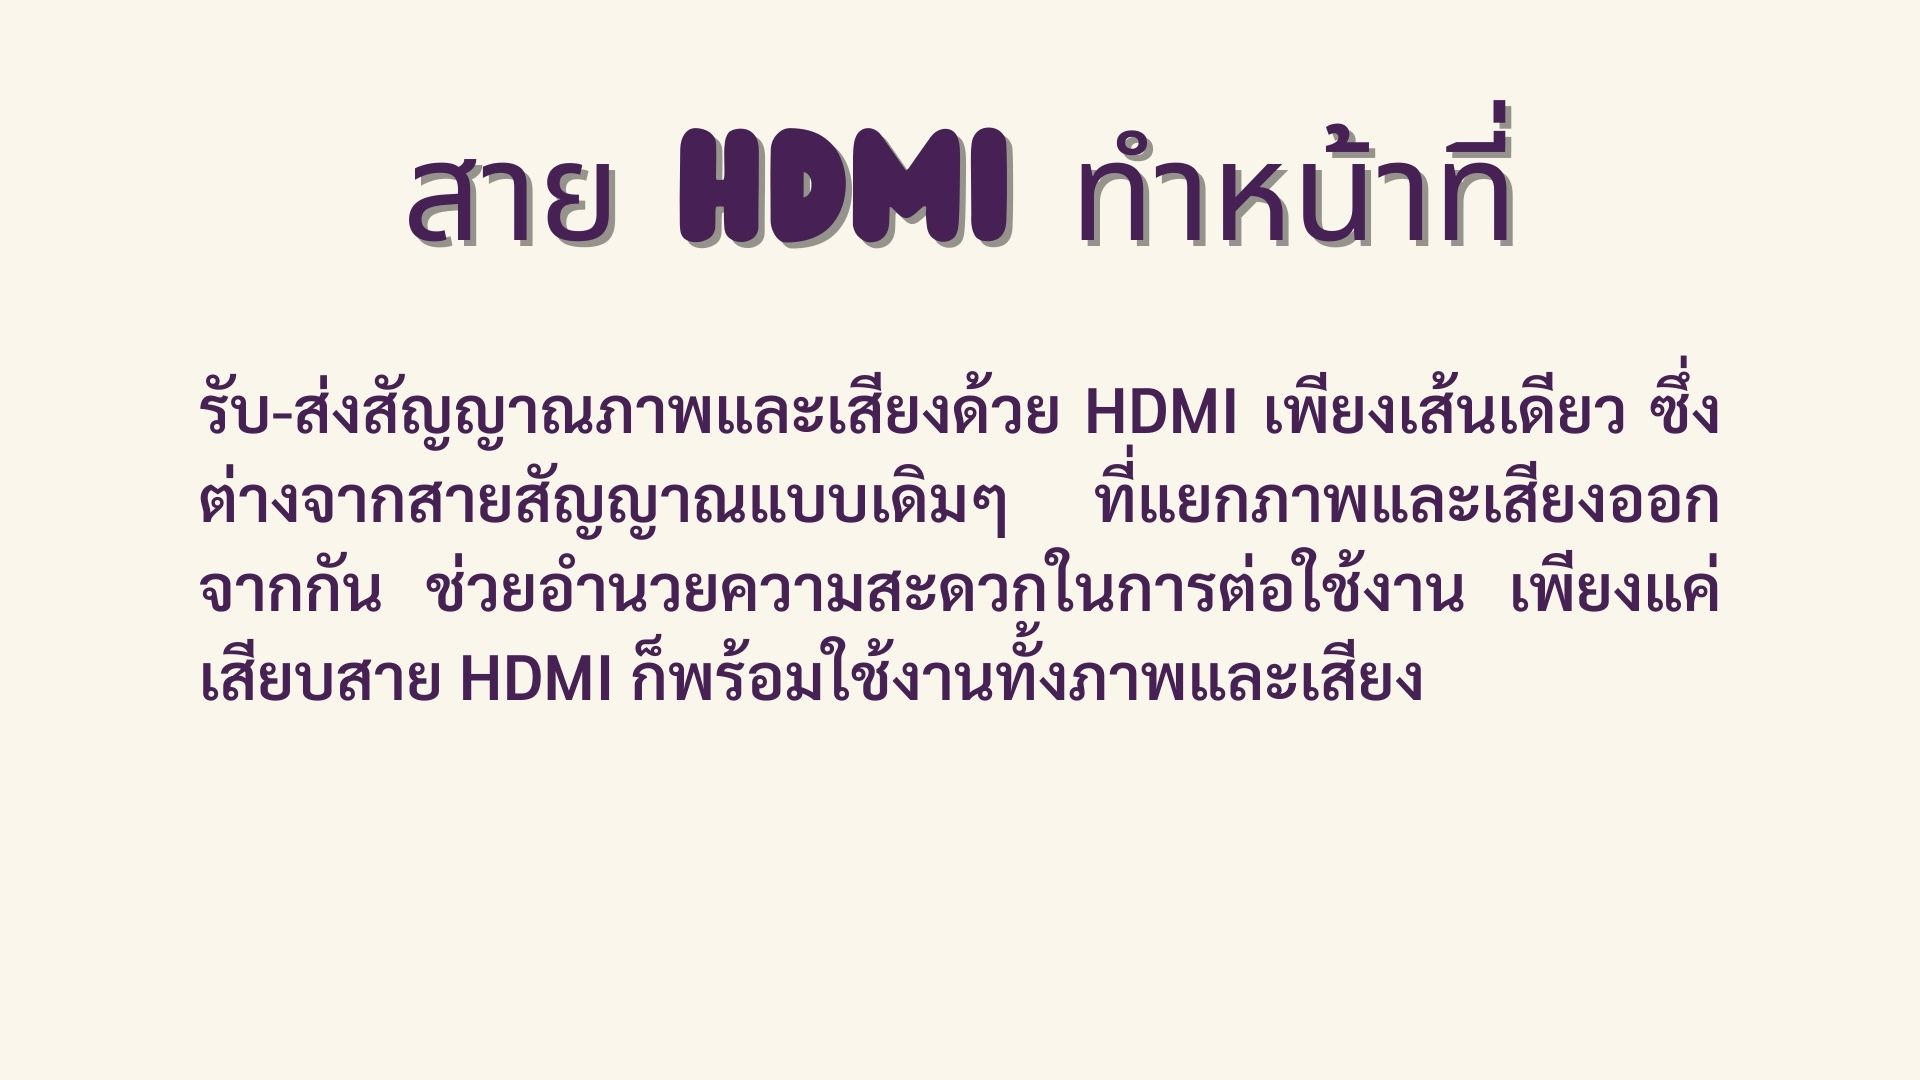 สาย HDMI ทำหน้าที่
รับ-ส่งสัญญาณภาพและเสียงด้วย HDMI เพียงเส้นเดียว ซึ่ง
ต่างจากสายสัญญาณแบบเดิมๆ ที่แยกภาพและเสียงออก
จากกัน ช่วยอำนวยความสะดวกในการต่อใช้งาน เพียงแค่
เสียบสาย HDMI ก็พร้อมใช้งานทั้งภาพและเสียง